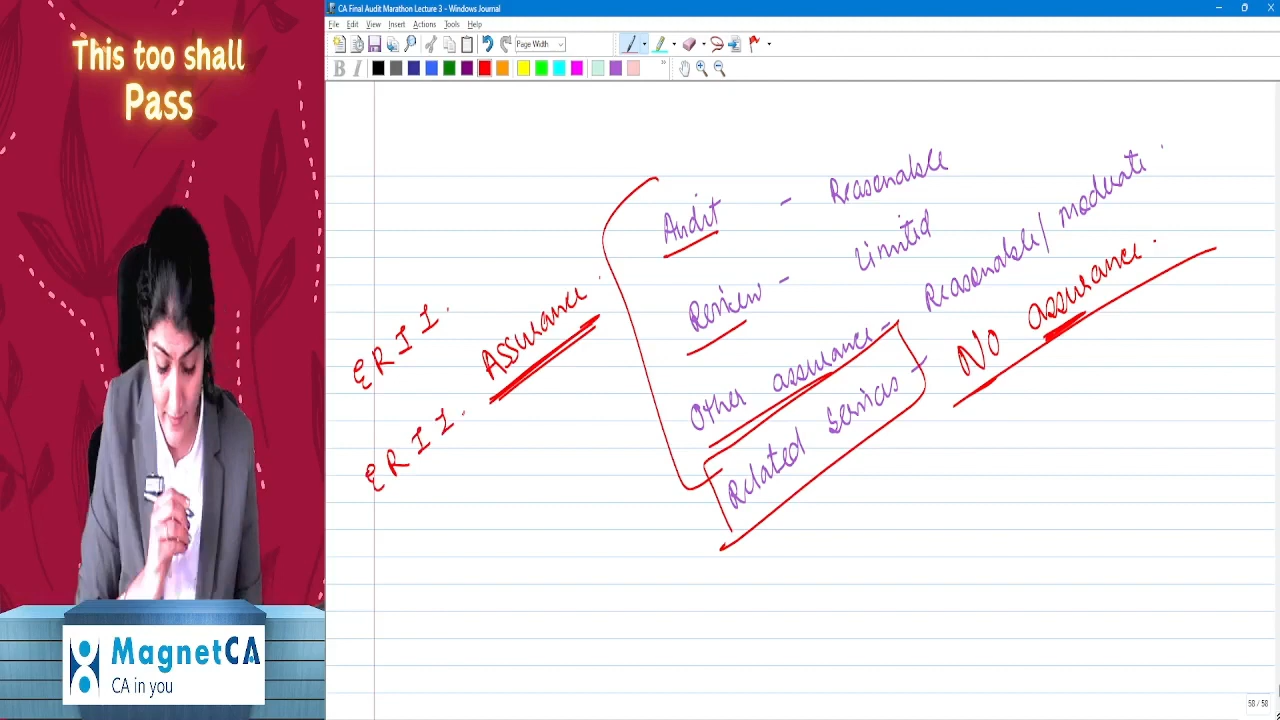 This too shall
Pass
MagnetCA
CA in you
CA Final Audit Marathon Lecture 3 - Windows Journal
File Edit View Insert Actions Tools Help
Page Width
B I
Audit - Reasonable
Review - Limited
Other assurance - Reasonable/ moderate
Related Services - No assurance.
Assurance
E R I I.
E R I I.
58 / 58